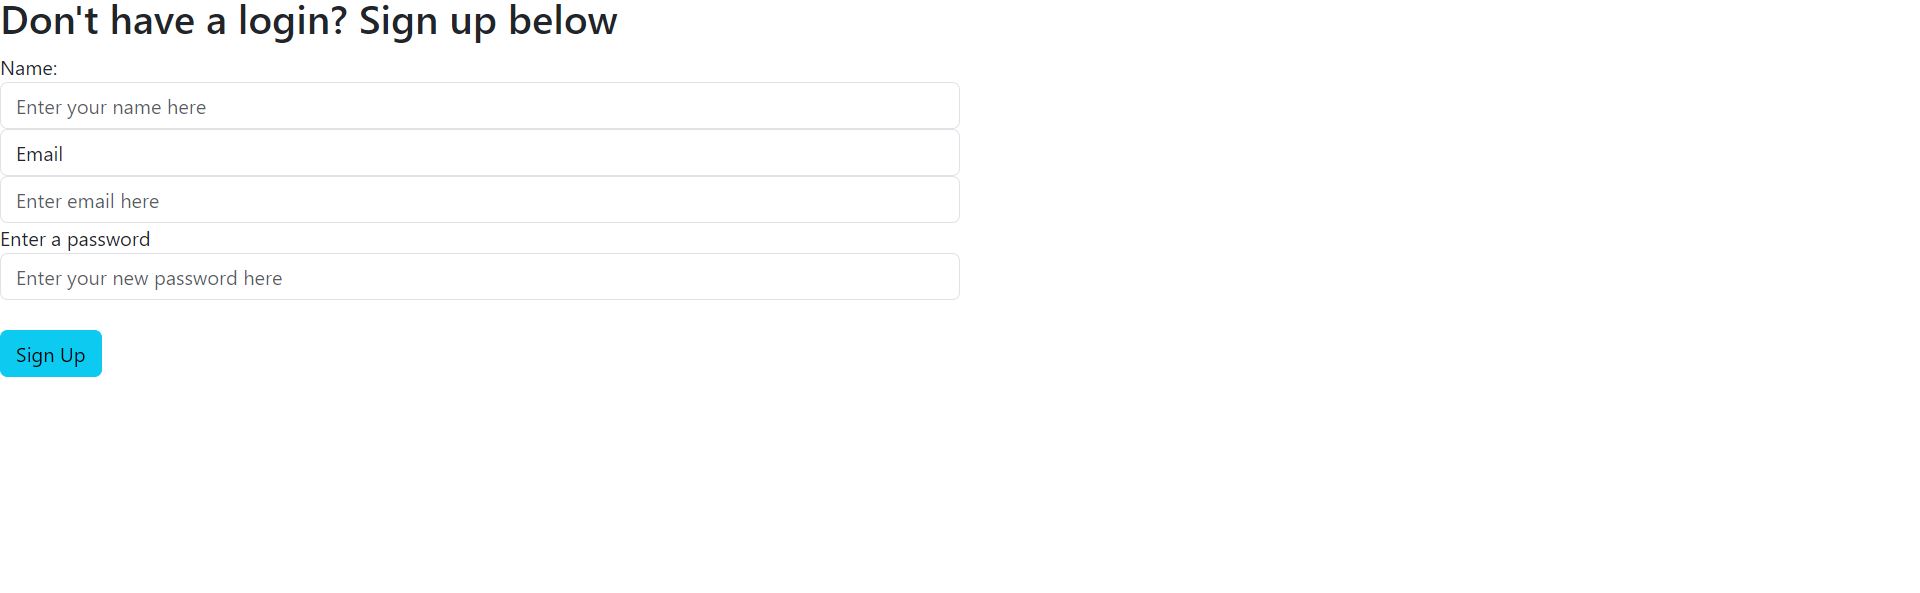 Don't have a login? Sign up below
Name:
Enter your name here
Email
Enter email here
Enter a password
Enter your new password here
Sign Up